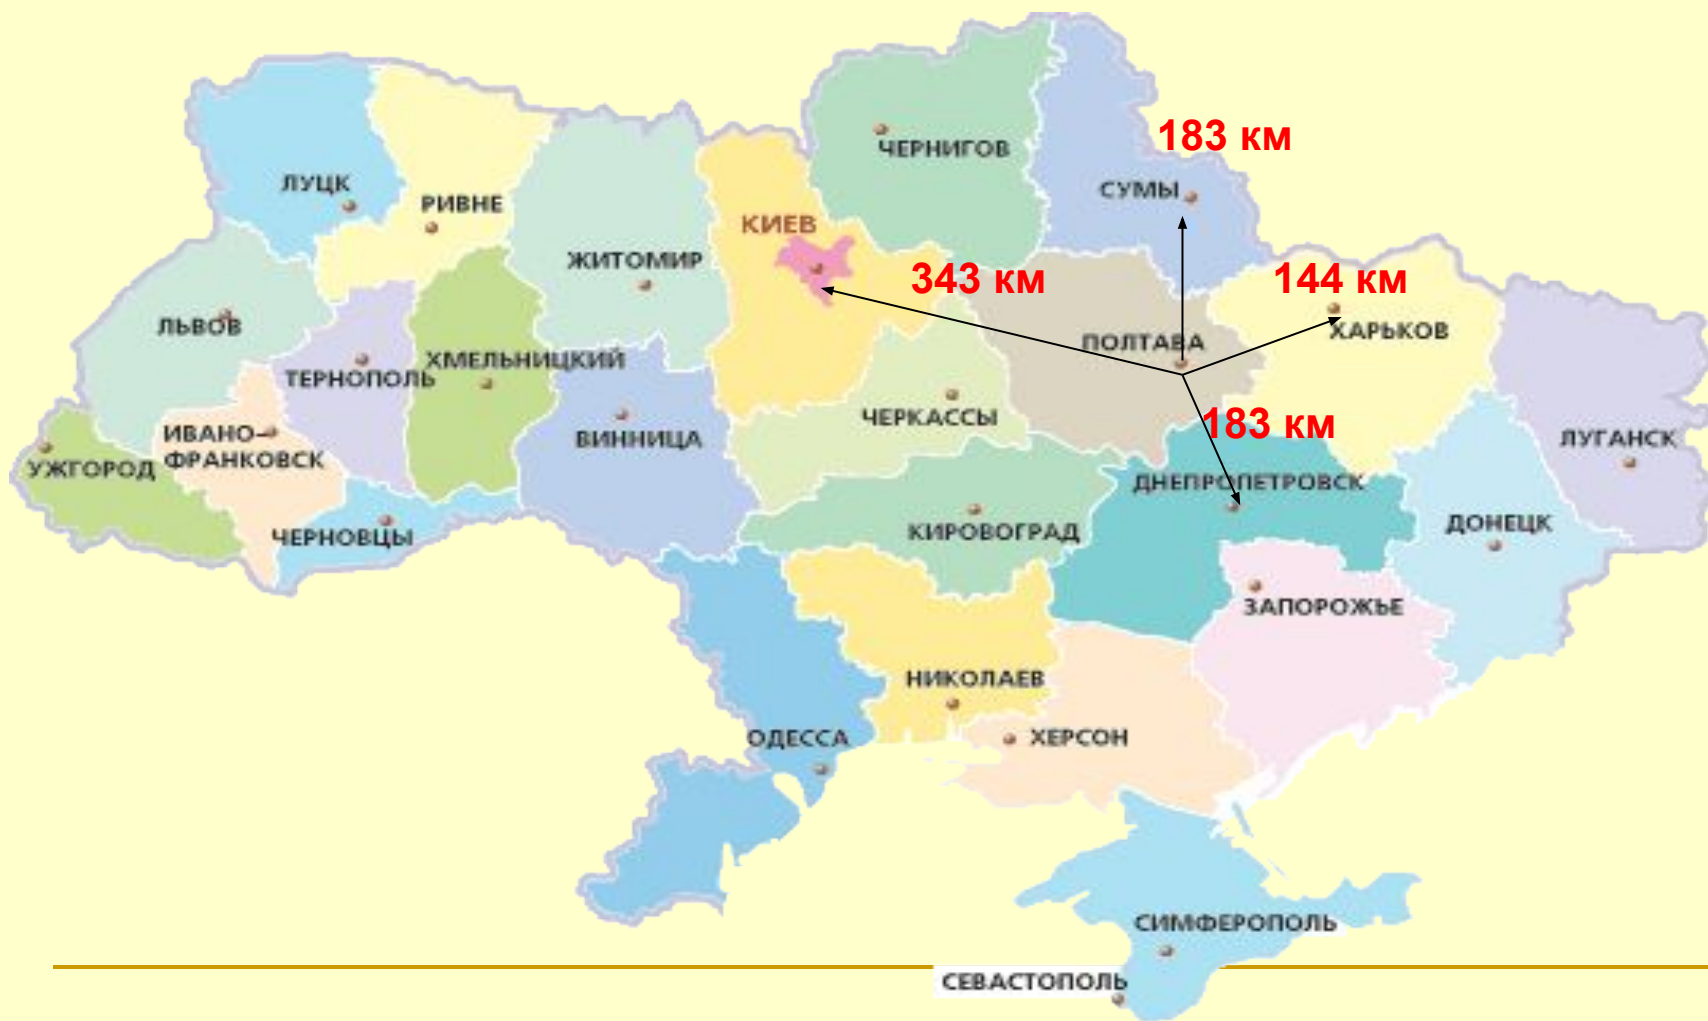 183 км
ЧЕРНИГОВ
ЛУЦК
СУМЫ
РИВНЕ
КИЕВ
ЖИТОМИР
343 км
144 км
ЛЬВОВ
ХАРЬКОВ
ПОЛТАВА
ХМЕЛЬНИЦКИЙ
ТЕРНОПОЛЬ
ЧЕРКАССЫ
183 км
ИВАНО-
ФРАНКОВСК
ВИННИЦА
ЛУГАНСК
УЖГОРОД
ДНЕПРОПЕТРОВСК
ДОНЕЦК
ЧЕРНОВЦЫ
КИРОВОГРАД
ЗАПОРОЖЬЕ
НИКОЛАЕВ
ОДЕССА
ХЕРСОН
СИМФЕРОПОЛЬ
СЕВАСТОПОЛЬ